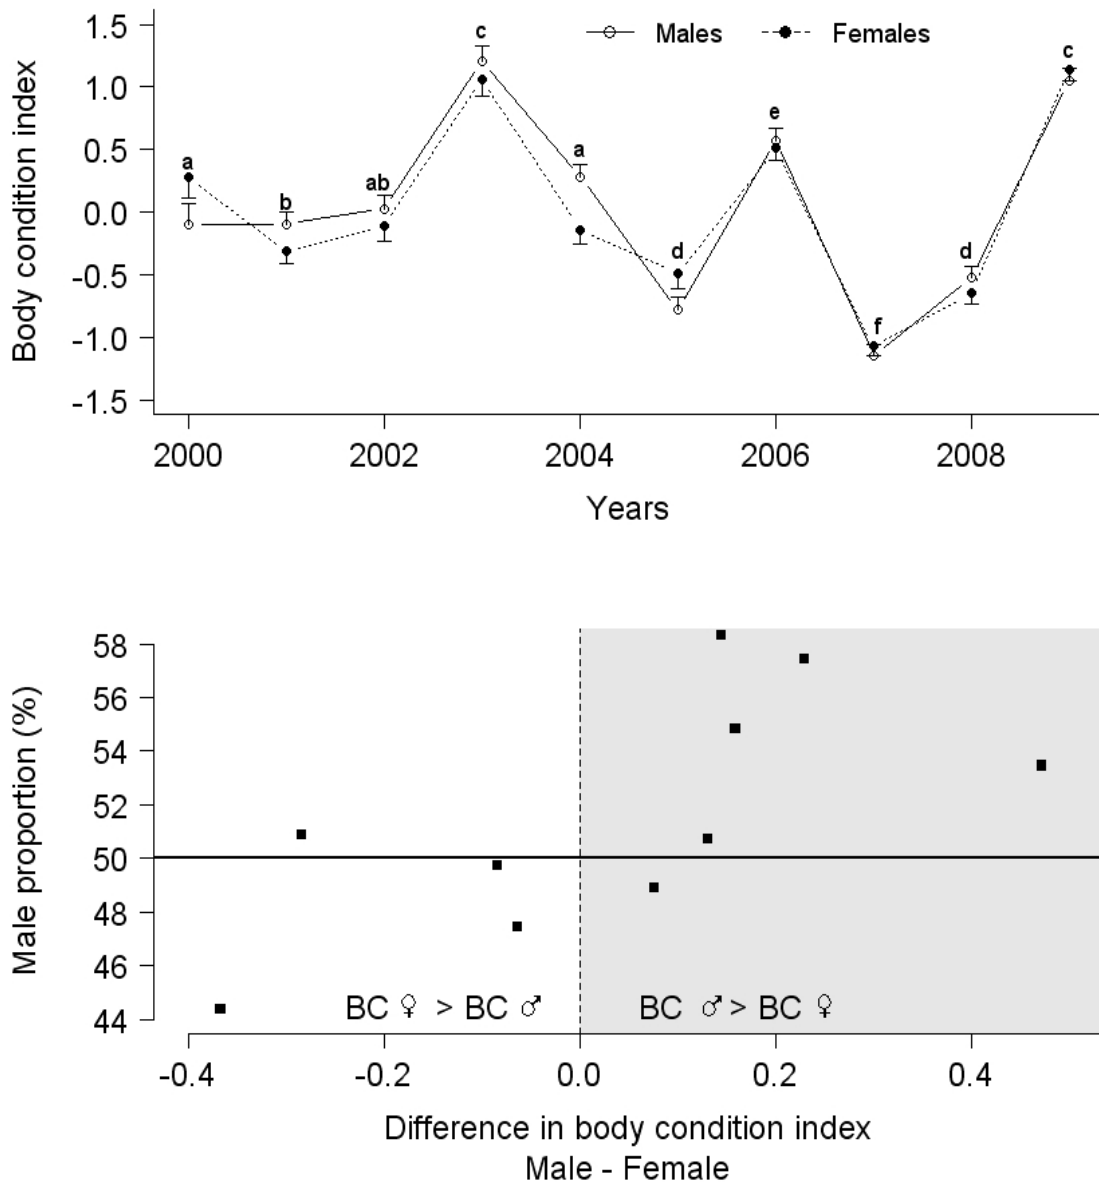 1.5
1.0
0.5
0.0
-0.5
-1.0
-1.5
Body condition index
Males Females
a
b
ab
c
a
d
e
f
d
c
2000 2002 2004 2006 2008
Years
58
56
54
52
50
48
46
44
Male proportion (%)
BC ♀ > BC ♂ BC ♂ > BC ♀
-0.4 -0.2 0.0 0.2 0.4
Difference in body condition index
Male - Female